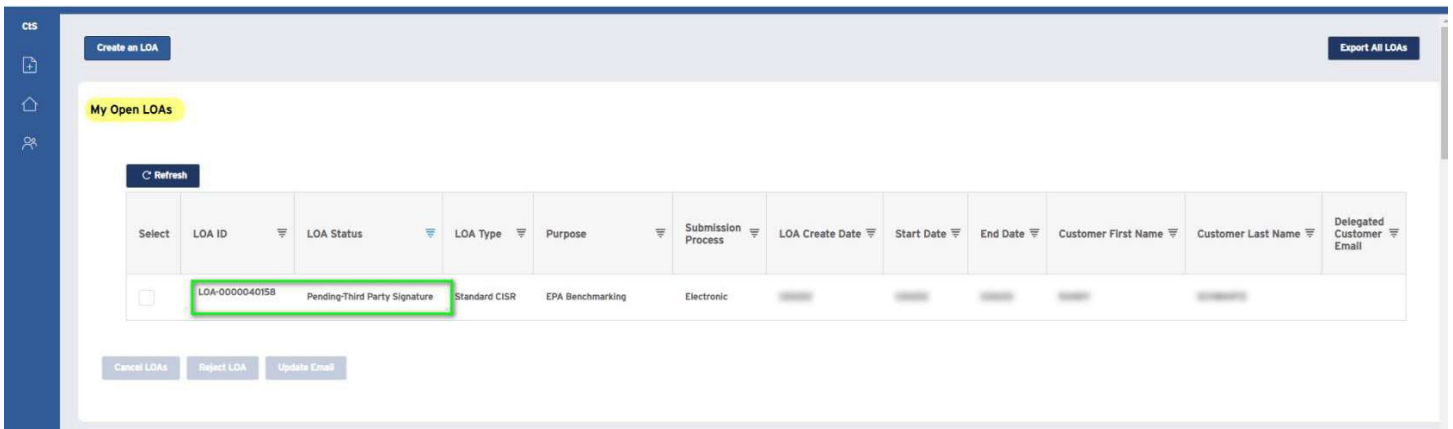 CtS
Create an LOA
Export All LOAs
My Open LOAs
Refresh
Select LOA ID LOA Status LOA Type Purpose Submission Process LOA Create Date Start Date End Date Customer First Name Customer Last Name Delegated Customer Email
LOA-0000040158 Pending-Third Party Signature Standard CISR EPA Benchmarking Electronic
Cancel LOAs Reject LOA Update Email